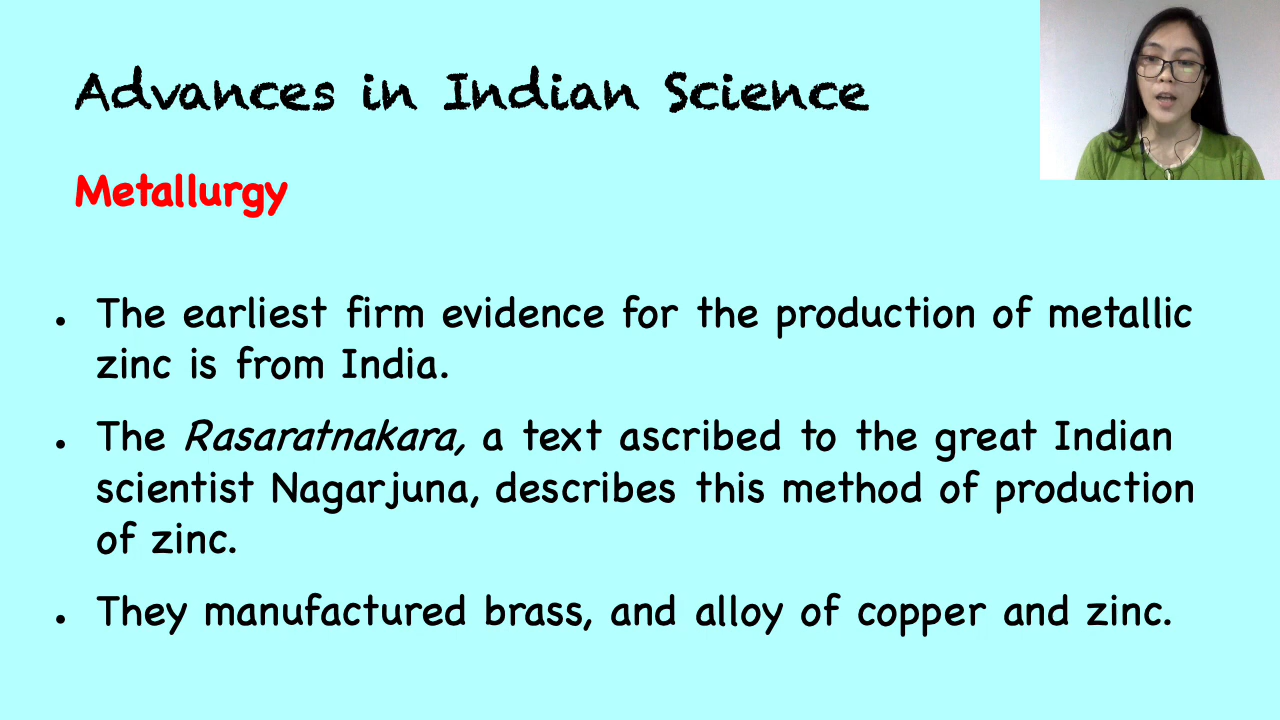 Advances in Indian Science
Metallurgy
• The earliest firm evidence for the production of metallic
zinc is from India.
• The Rasaratnakara, a text ascribed to the great Indian
scientist Nagarjuna, describes this method of production
of zinc.
• They manufactured brass, and alloy of copper and zinc.